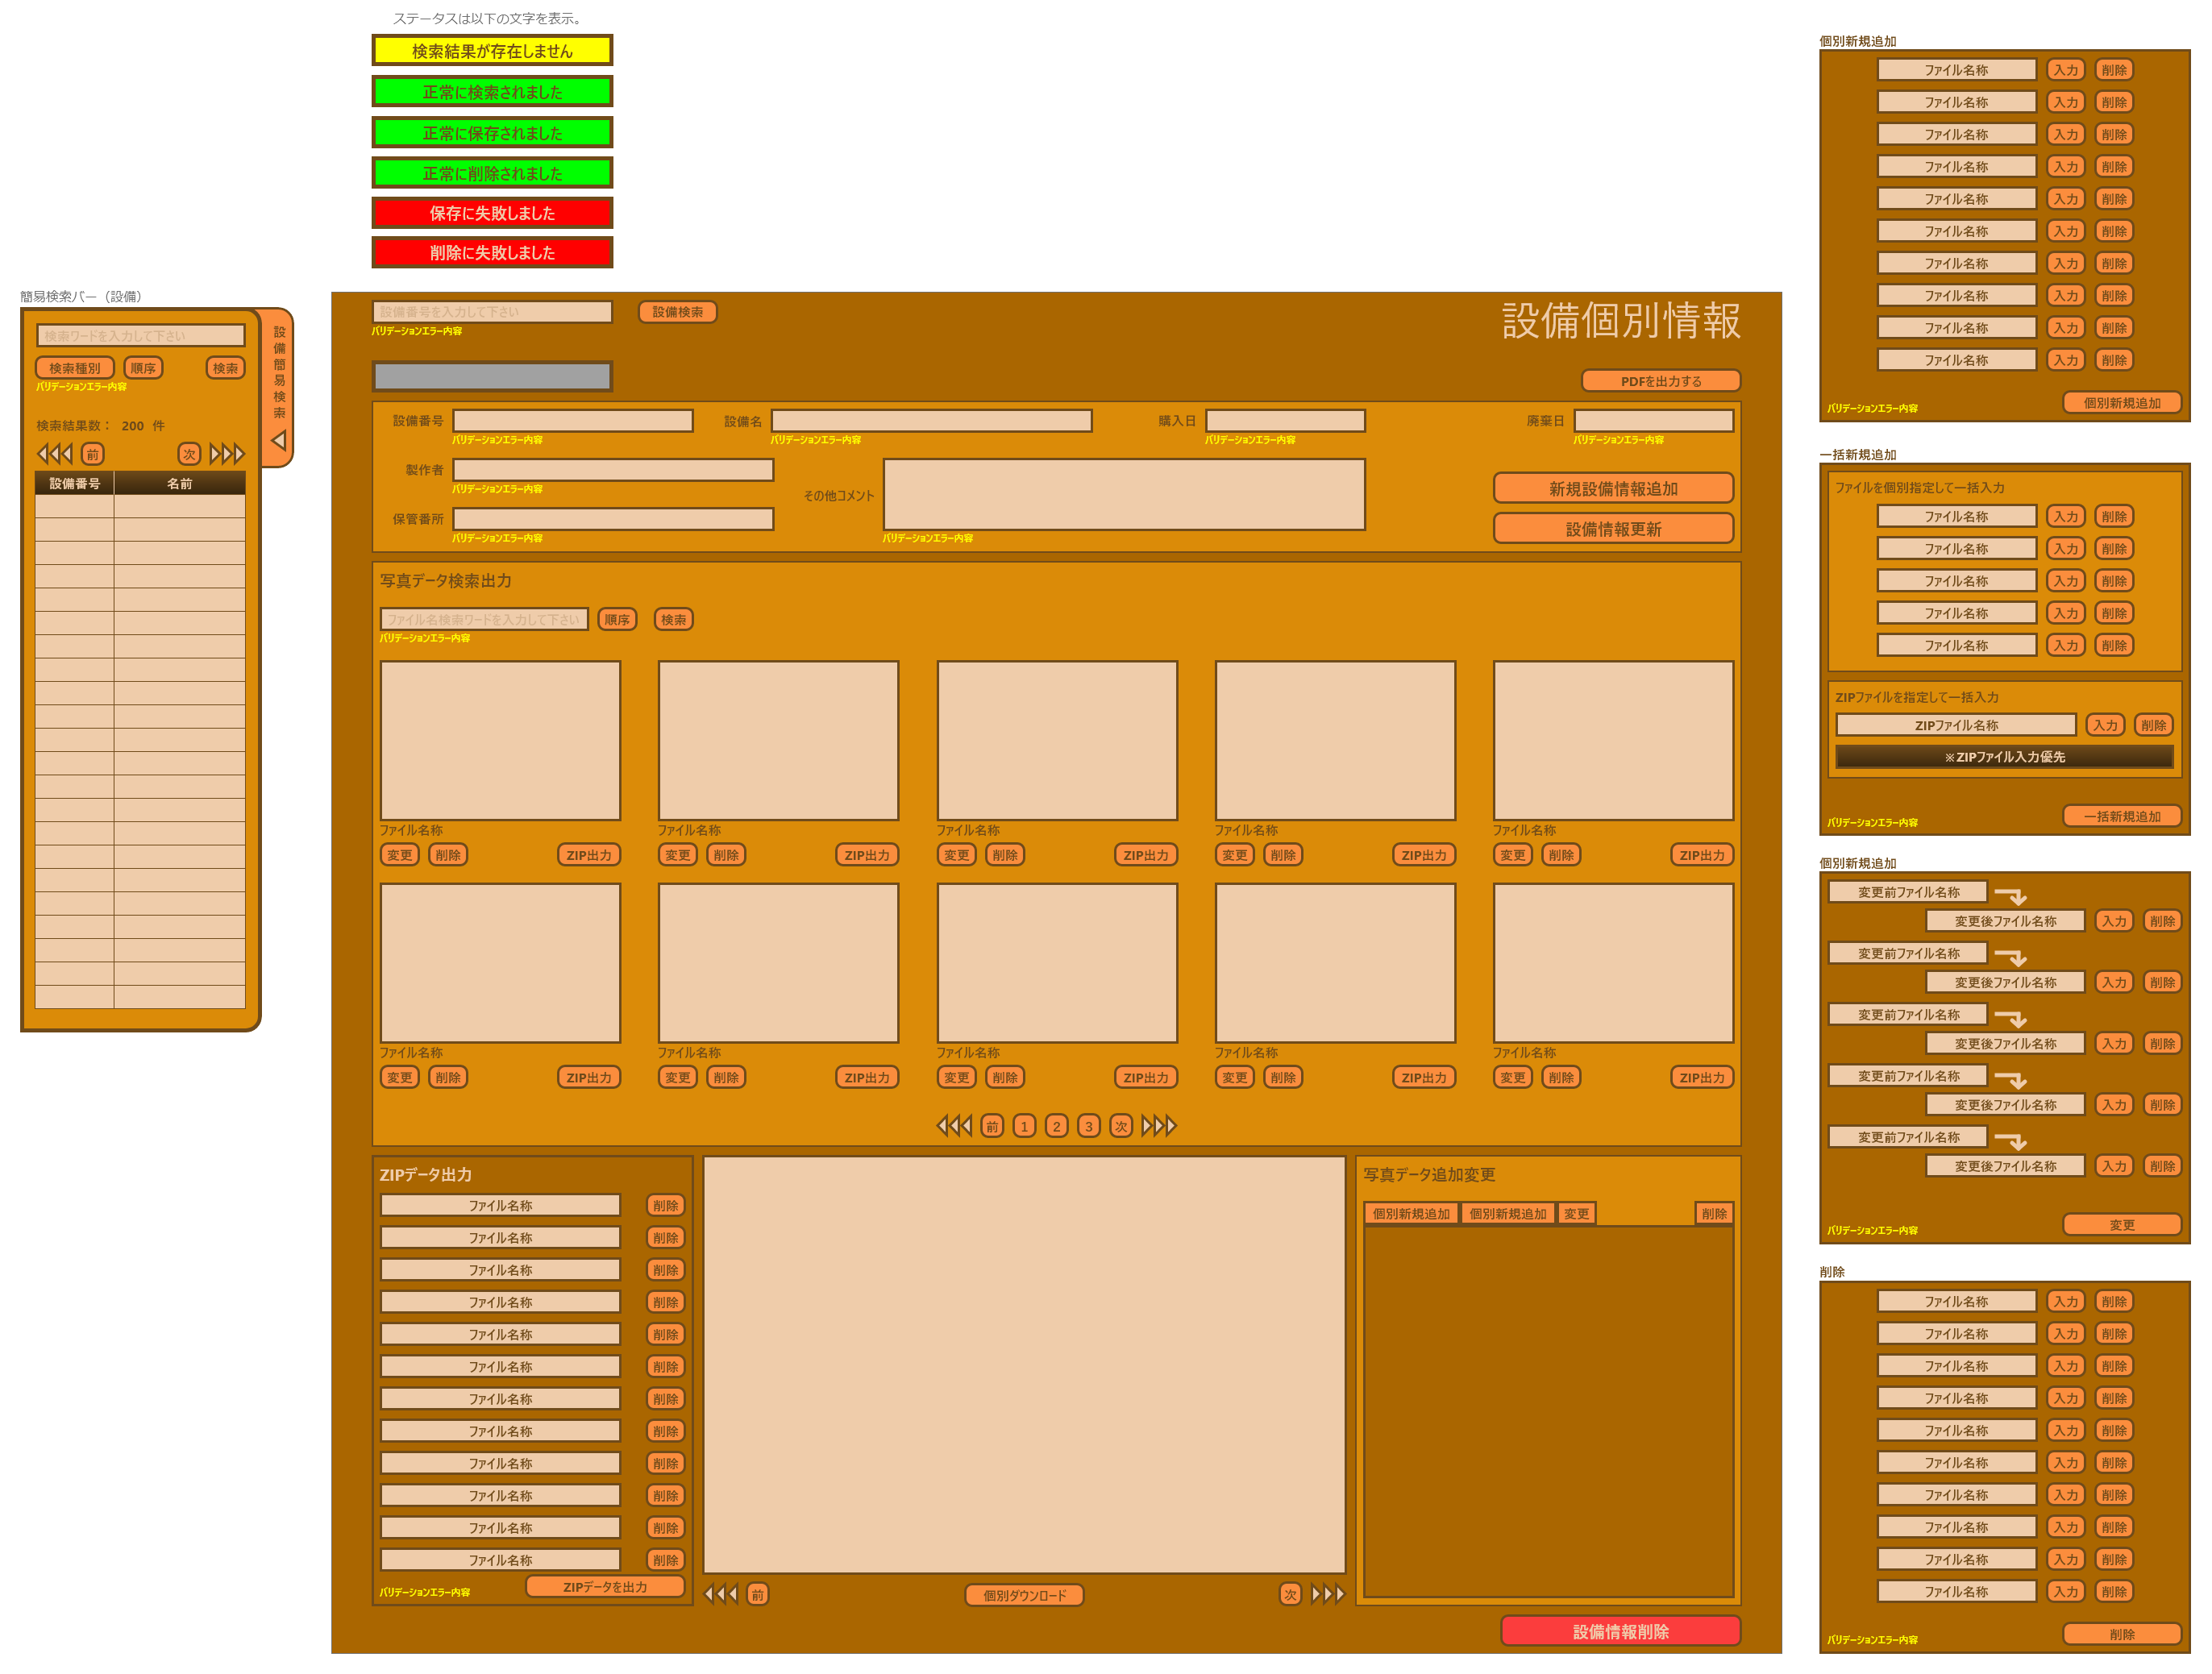 ステータスは以下の文字を表示。
検索結果が存在しません
正常に検索されました
正常に保存されました
正常に削除されました
保存に失敗しました
削除に失敗しました
簡易検索バー（設備）
検索ワードを入力して下さい
検索種別 順序 検索
バリデーションエラー内容
検索結果数： 200 件
前 次
設備番号 名前
設備簡易検索
設備番号を入力して下さい 設備検索
バリデーションエラー内容
設備個別情報
PDFを出力する
設備番号 設備名 購入日 廃棄日
バリデーションエラー内容 バリデーションエラー内容 バリデーションエラー内容 バリデーションエラー内容
製作者
バリデーションエラー内容
その他コメント
新規設備情報追加
保管番所
設備情報更新
バリデーションエラー内容 バリデーションエラー内容
写真データ検索出力
ファイル名検索ワードを入力して下さい 順序 検索
バリデーションエラー内容
ファイル名称 ファイル名称 ファイル名称 ファイル名称 ファイル名称
変更 削除 ZIP出力 変更 削除 ZIP出力 変更 削除 ZIP出力 変更 削除 ZIP出力 変更 削除 ZIP出力
ファイル名称 ファイル名称 ファイル名称 ファイル名称 ファイル名称
変更 削除 ZIP出力 変更 削除 ZIP出力 変更 削除 ZIP出力 変更 削除 ZIP出力 変更 削除 ZIP出力
前 1 2 3 次
ZIPデータ出力
ファイル名称 削除
ファイル名称 削除
ファイル名称 削除
ファイル名称 削除
ファイル名称 削除
ファイル名称 削除
ファイル名称 削除
ファイル名称 削除
ファイル名称 削除
ファイル名称 削除
ファイル名称 削除
ファイル名称 削除
バリデーションエラー内容 ZIPデータを出力
前 個別ダウンロード 次
写真データ追加変更
個別新規追加 個別新規追加 変更 削除
設備情報削除
個別新規追加
ファイル名称 入力 削除
ファイル名称 入力 削除
ファイル名称 入力 削除
ファイル名称 入力 削除
ファイル名称 入力 削除
ファイル名称 入力 削除
ファイル名称 入力 削除
ファイル名称 入力 削除
ファイル名称 入力 削除
ファイル名称 入力 削除
バリデーションエラー内容 個別新規追加
一括新規追加
ファイルを個別指定して一括入力
ファイル名称 入力 削除
ファイル名称 入力 削除
ファイル名称 入力 削除
ファイル名称 入力 削除
ファイル名称 入力 削除
ZIPファイルを指定して一括入力
ZIPファイル名称 入力 削除
※ZIPファイル入力優先
バリデーションエラー内容 一括新規追加
個別新規追加
変更前ファイル名称
変更後ファイル名称 入力 削除
変更前ファイル名称
変更後ファイル名称 入力 削除
変更前ファイル名称
変更後ファイル名称 入力 削除
変更前ファイル名称
変更後ファイル名称 入力 削除
変更前ファイル名称
変更後ファイル名称 入力 削除
バリデーションエラー内容 変更
削除
ファイル名称 入力 削除
ファイル名称 入力 削除
ファイル名称 入力 削除
ファイル名称 入力 削除
ファイル名称 入力 削除
ファイル名称 入力 削除
ファイル名称 入力 削除
ファイル名称 入力 削除
ファイル名称 入力 削除
ファイル名称 入力 削除
バリデーションエラー内容 削除